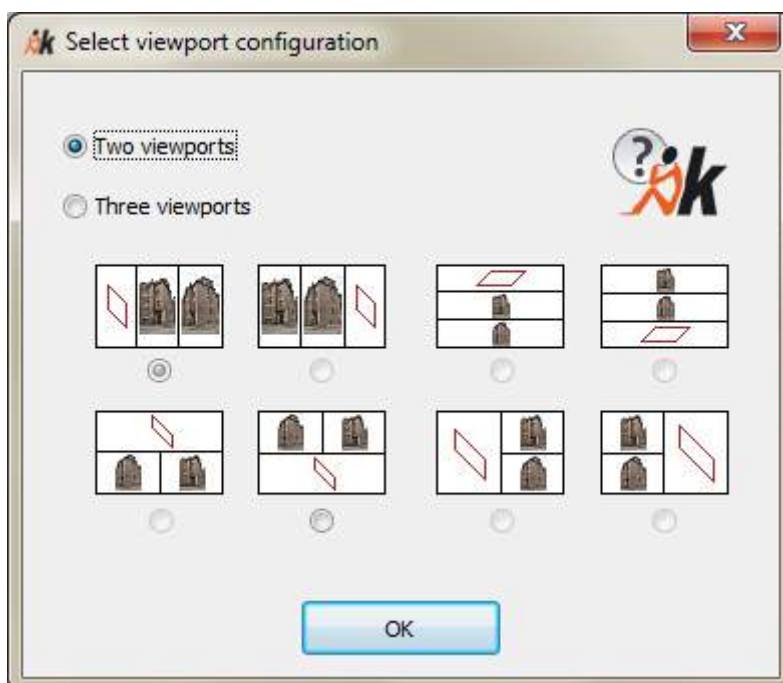 k Select viewport configuration
Two viewports
? k
Three viewports
OK